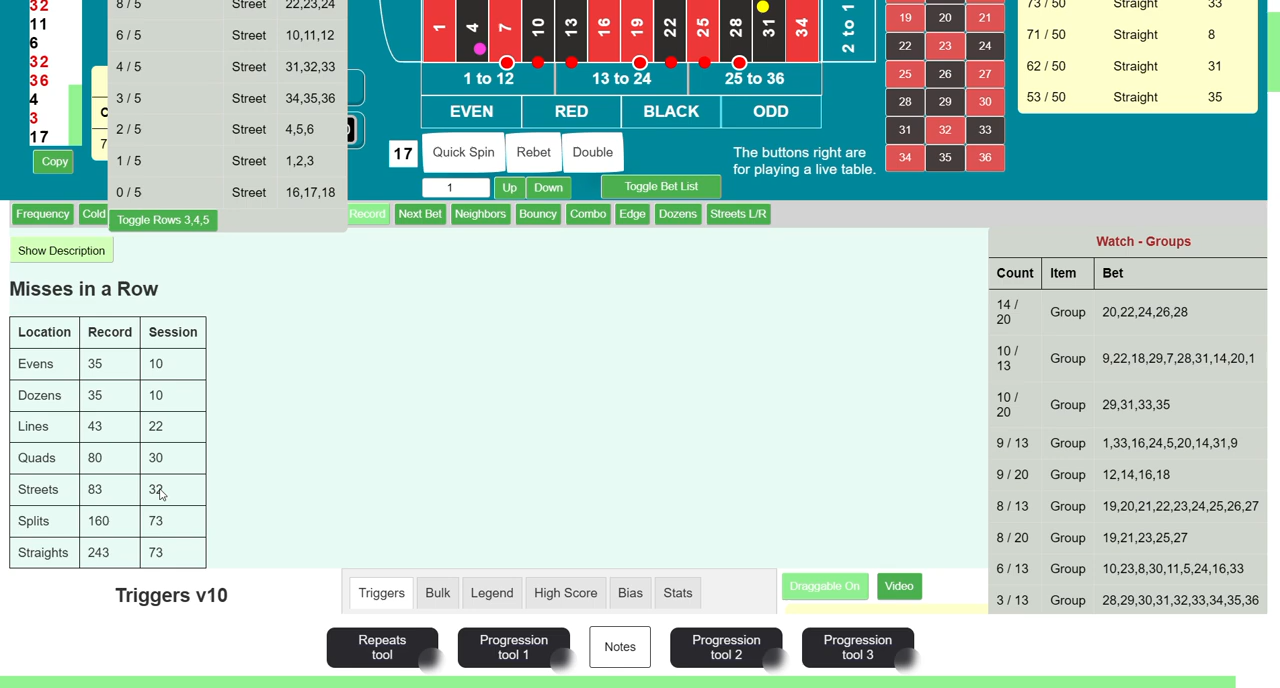 32
11
6
32
36
4
3
17
Copy
8 / 5 Street 22,23,24
6 / 5 Street 10,11,12
4 / 5 Street 31,32,33
3 / 5 Street 34,35,36
2 / 5 Street 4,5,6
1 / 5 Street 1,2,3
0 / 5 Street 16,17,18
Toggle Rows 3,4,5
1 4 7 10 13 16 19 22 25 28 31 34 2 to 1
1 to 12 13 to 24 25 to 36
EVEN RED BLACK ODD
17 Quick Spin Rebet Double
1 Up Down Toggle Bet List
The buttons right are
for playing a live table.
19 20 21
22 23 24
25 26 27
28 29 30
31 32 33
34 35 36
73 / 50 Straight 33
71 / 50 Straight 8
62 / 50 Straight 31
53 / 50 Straight 35
Frequency Cold Record Next Bet Neighbors Bouncy Combo Edge Dozens Streets L/R
Show Description
Misses in a Row
Location Record Session
Evens 35 10
Dozens 35 10
Lines 43 22
Quads 80 30
Streets 83 32
Splits 160 73
Straights 243 73
Watch - Groups
Count Item Bet
14 / 20 Group 20,22,24,26,28
10 / 13 Group 9,22,18,29,7,28,31,14,20,1
10 / 20 Group 29,31,33,35
9 / 13 Group 1,33,16,24,5,20,14,31,9
9 / 20 Group 12,14,16,18
8 / 13 Group 19,20,21,22,23,24,25,26,27
8 / 20 Group 19,21,23,25,27
6 / 13 Group 10,23,8,30,11,5,24,16,33
3 / 13 Group 28,29,30,31,32,33,34,35,36
Triggers v10
Triggers Bulk Legend High Score Bias Stats
Draggable On Video
Repeats tool
Progression tool 1
Notes
Progression tool 2
Progression tool 3